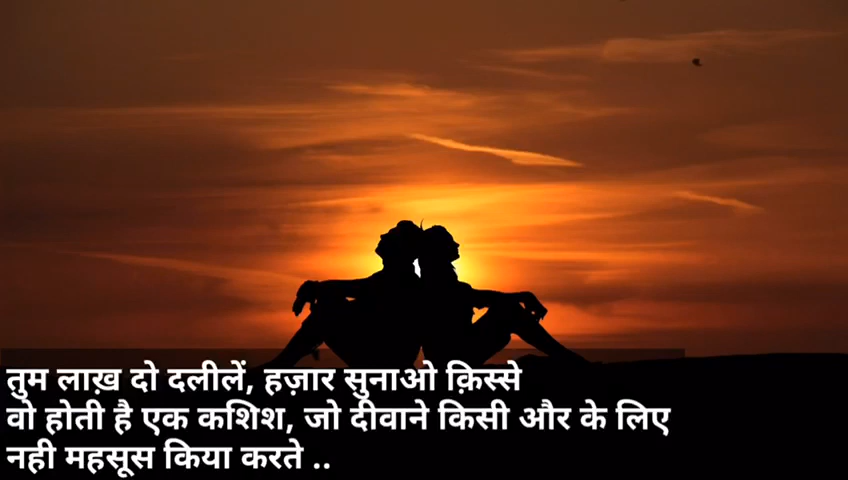 तुम लाख़ दो दलीलें, हज़ार सुनाओ क़िस्से
वो होती है एक कशिश, जो दीवाने किसी और के लिए
नही महसूस किया करते ..